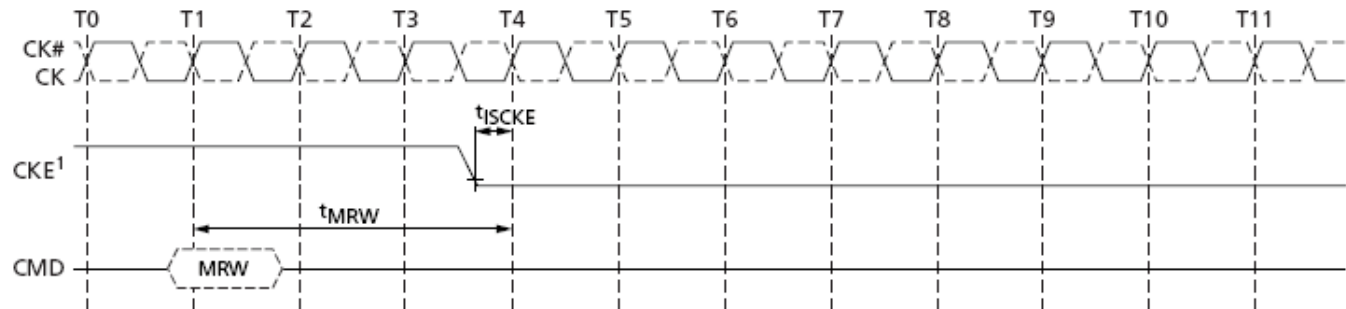 T0 T1 T2 T3 T4 T5 T6 T7 T8 T9 T10 T11
CK#
CK
tISCKE
CKE1
tMRW
CMD MRW